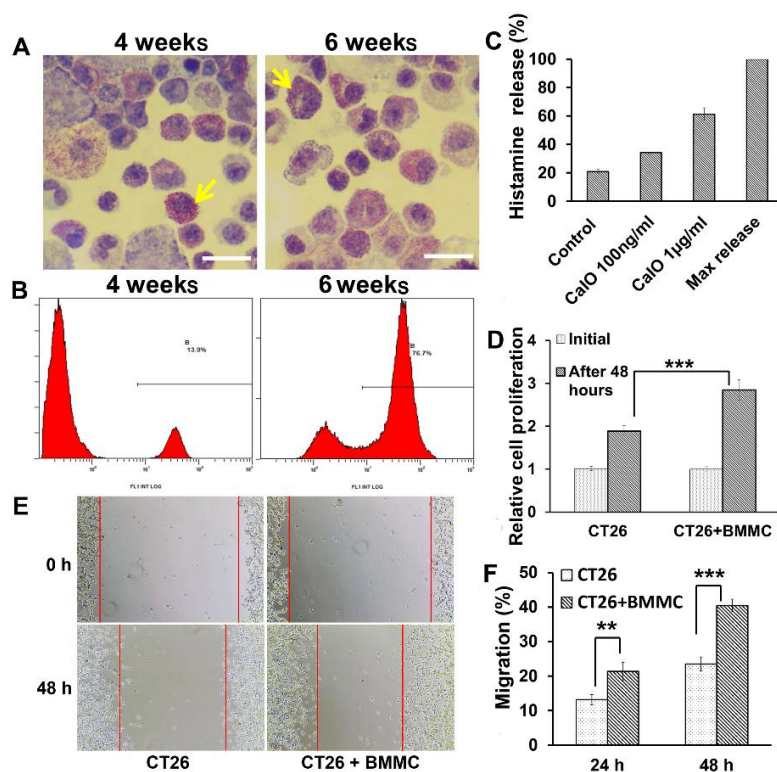 A
4 weeks
6 weeks
B
4 weeks
6 weeks
B
13.9%
B
76.7%
FL1 INT LOG
FL1 INT LOG
C
Histamine release (%)
100
80
60
40
20
0
Control
CalO 100ng/ml
CalO 1µg/ml
Max release
D
Relative cell proliferation
4
3
2
1
0
Initial
After 48
hours
***
CT26
CT26+BMMC
E
0 h
48 h
CT26
CT26 + BMMC
F
Migration (%)
50
40
30
20
10
0
CT26
CT26+BMMC
**
***
24 h
48 h